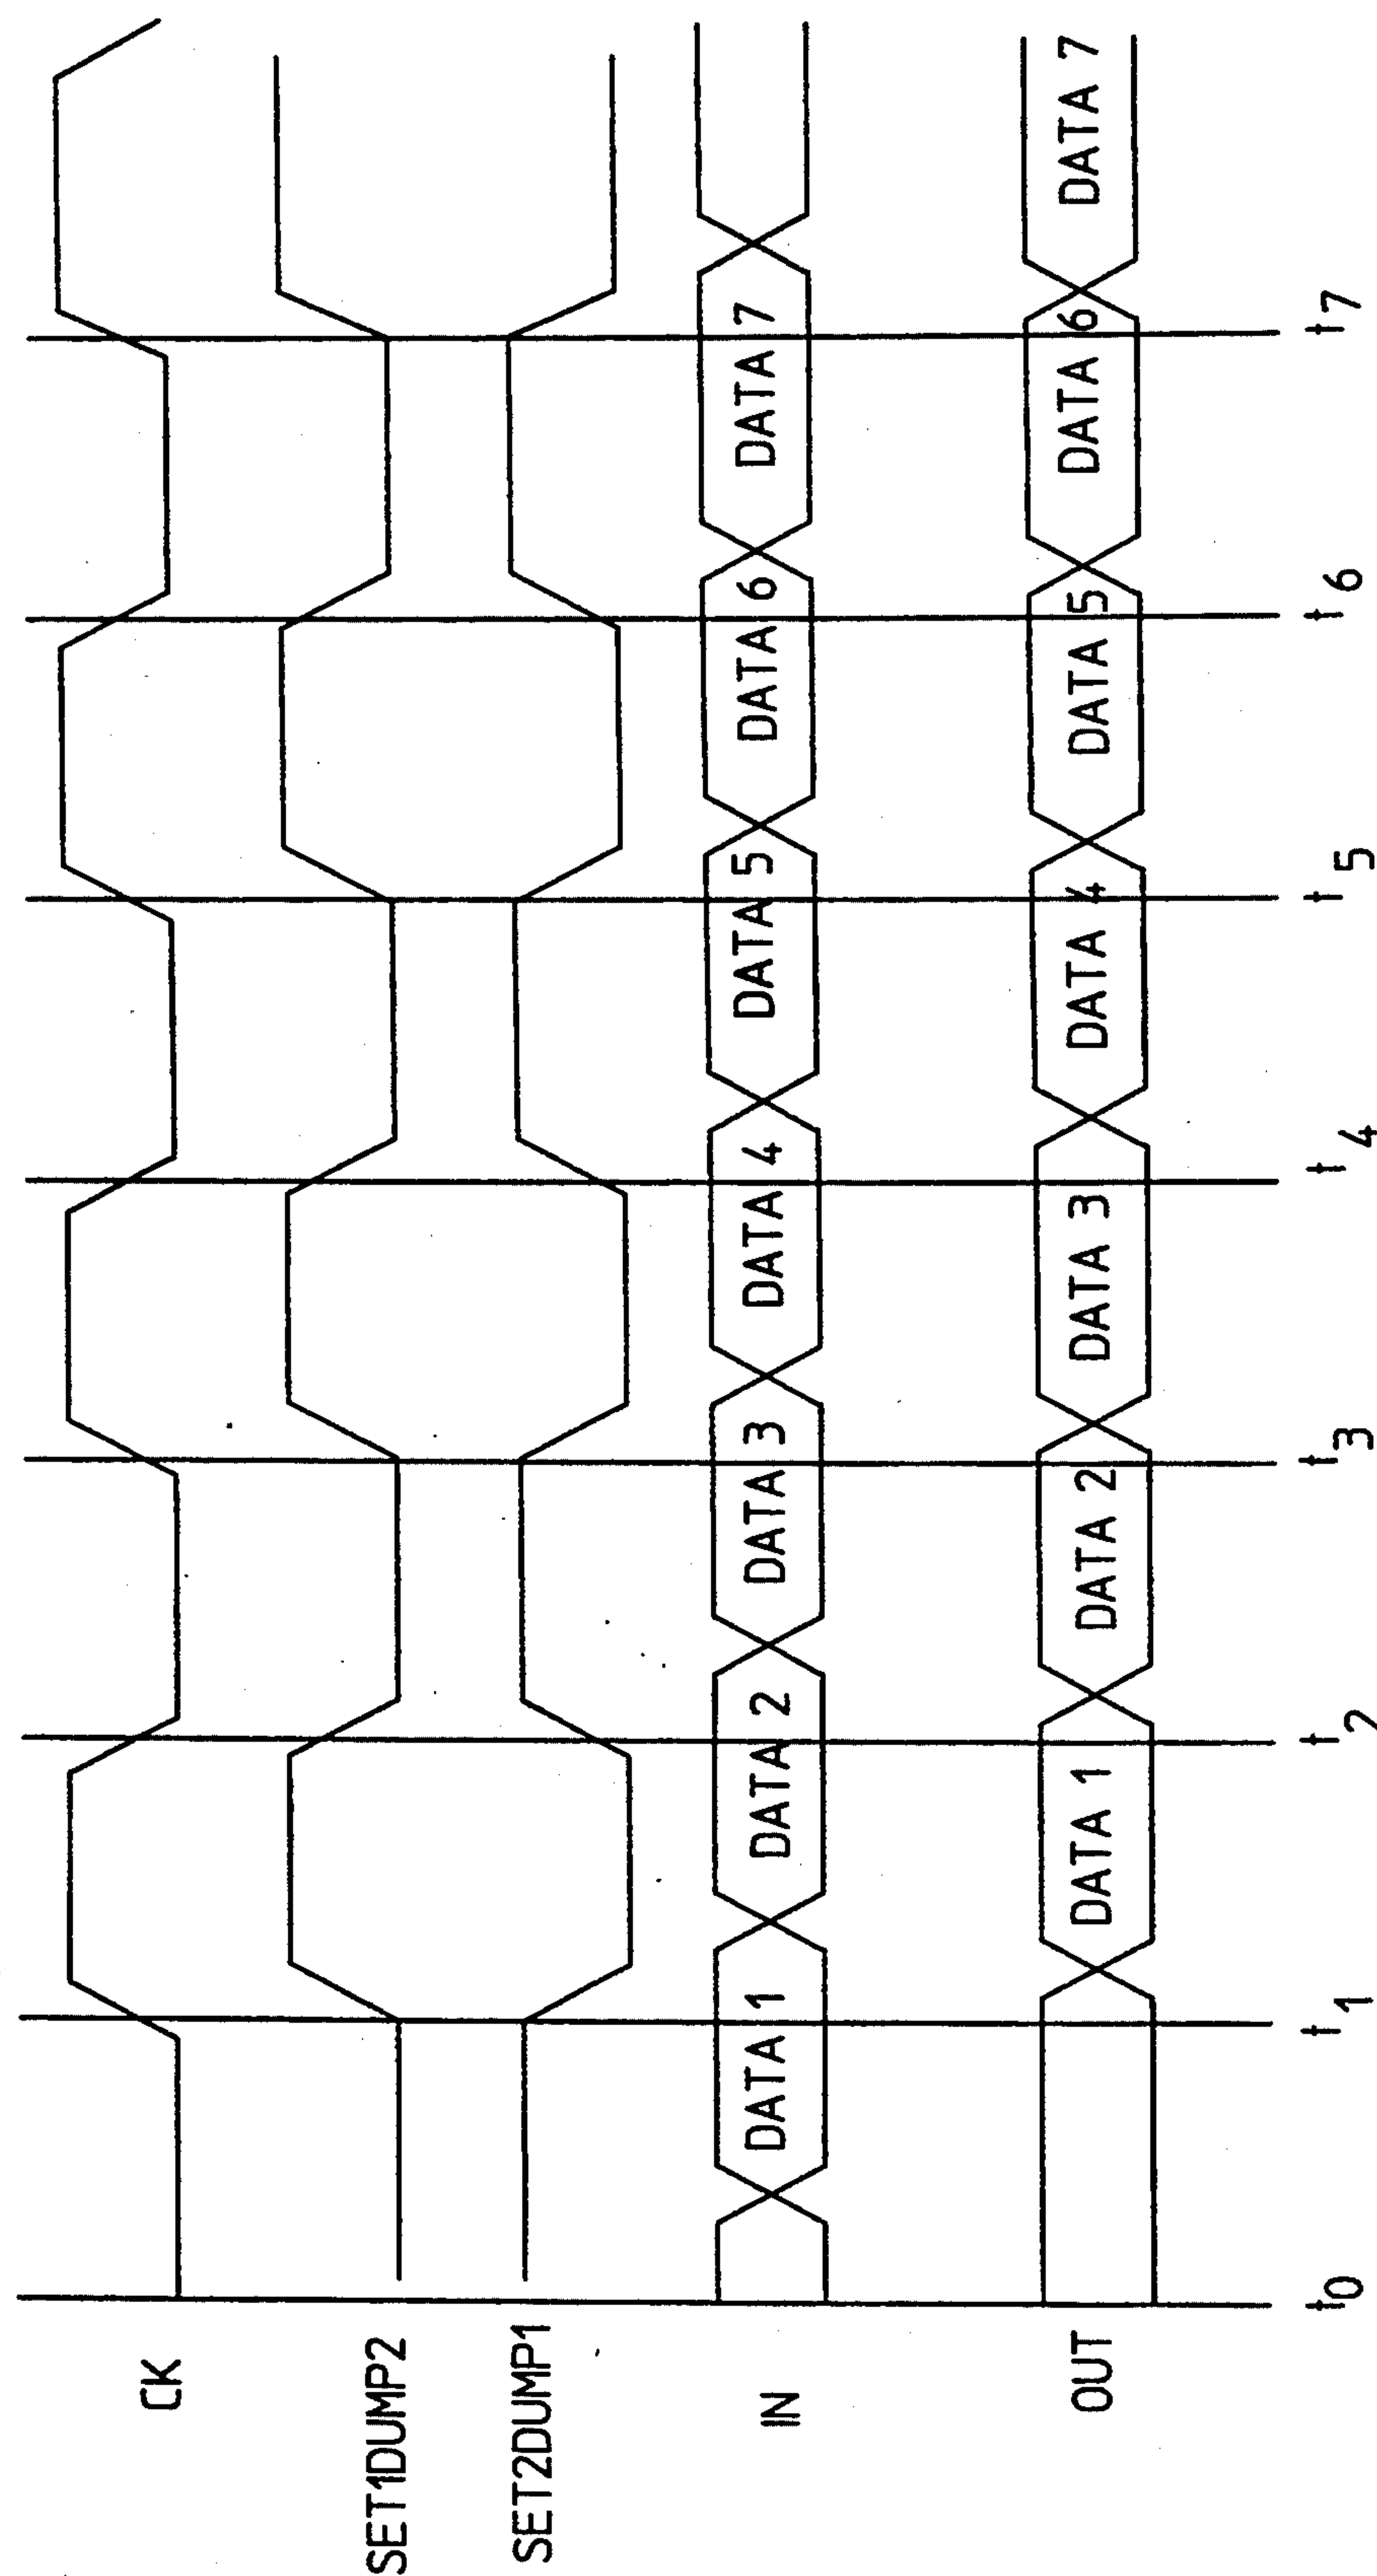 CK
SET1DUMP2
SET2DUMP1
IN
DATA 1
DATA 2
DATA 3
DATA 4
DATA 5
DATA 6
DATA 7
OUT
DATA 1
DATA 2
DATA 3
DATA 4
DATA 5
DATA 6
DATA 7
t0
t1
t2
t3
t4
t5
t6
t7